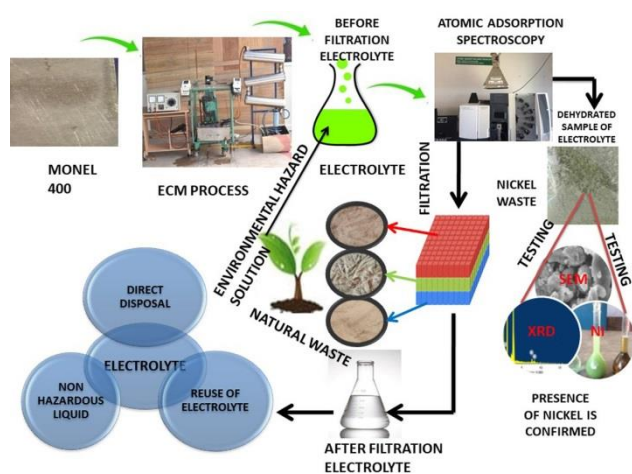 BEFORE
FILTRATION
ELECTROLYTE
ATOMIC ADSORPTION
SPECTROSCOPY
MONEL
400
ECM PROCESS
ELECTROLYTE
DEHYDRATED
SAMPLE OF
ELECTROLYTE
ENVIRONMENTAL HAZARD
SOLUTION
FILTRATION
NICKEL
WASTE
TESTING
TESTING
SEM
XRD
NI
NATURAL WASTE
DIRECT
DISPOSAL
ELECTROLYTE
NON
HAZARDOUS
LIQUID
REUSE OF
ELECTROLYTE
AFTER FILTRATION
ELECTROLYTE
PRESENCE
OF NICKEL IS
CONFIRMED